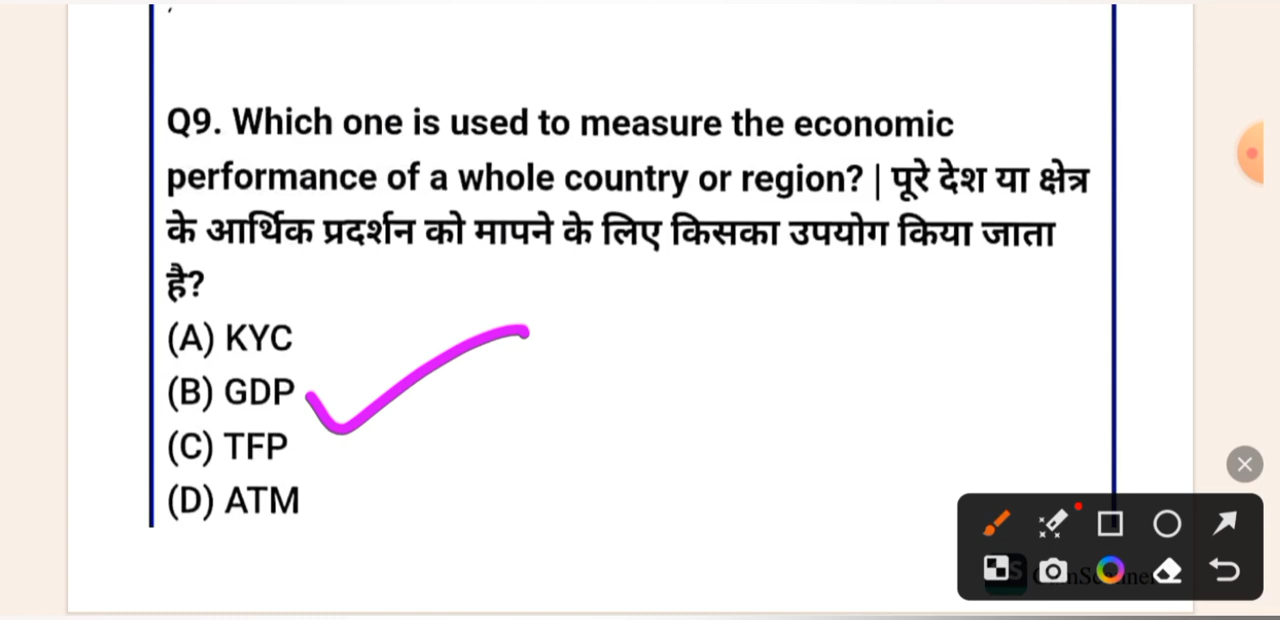 Q9. Which one is used to measure the economic
performance of a whole country or region? | पूरे देश या क्षेत्र
के आर्थिक प्रदर्शन को मापने के लिए किसका उपयोग किया जाता
है?
(A) KYC
(B) GDP
(C) TFP
(D) ATM